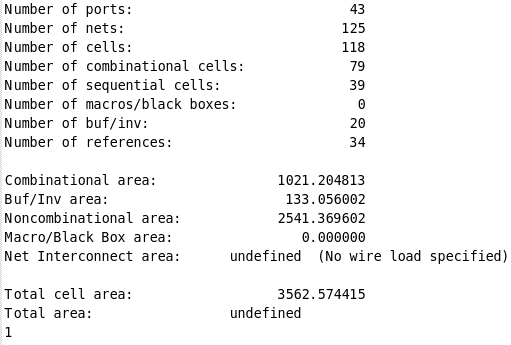 Number of ports:                           43
Number of nets:                           125
Number of cells:                          118
Number of combinational cells:             79
Number of sequential cells:                39
Number of macros/black boxes:               0
Number of buf/inv:                         20
Number of references:                      34

Combinational area:               1021.204813
Buf/Inv area:                      133.056002
Noncombinational area:            2541.369602
Macro/Black Box area:                0.000000
Net Interconnect area:      undefined  (No wire load specified)

Total cell area:                  3562.574415
Total area:                 undefined
1